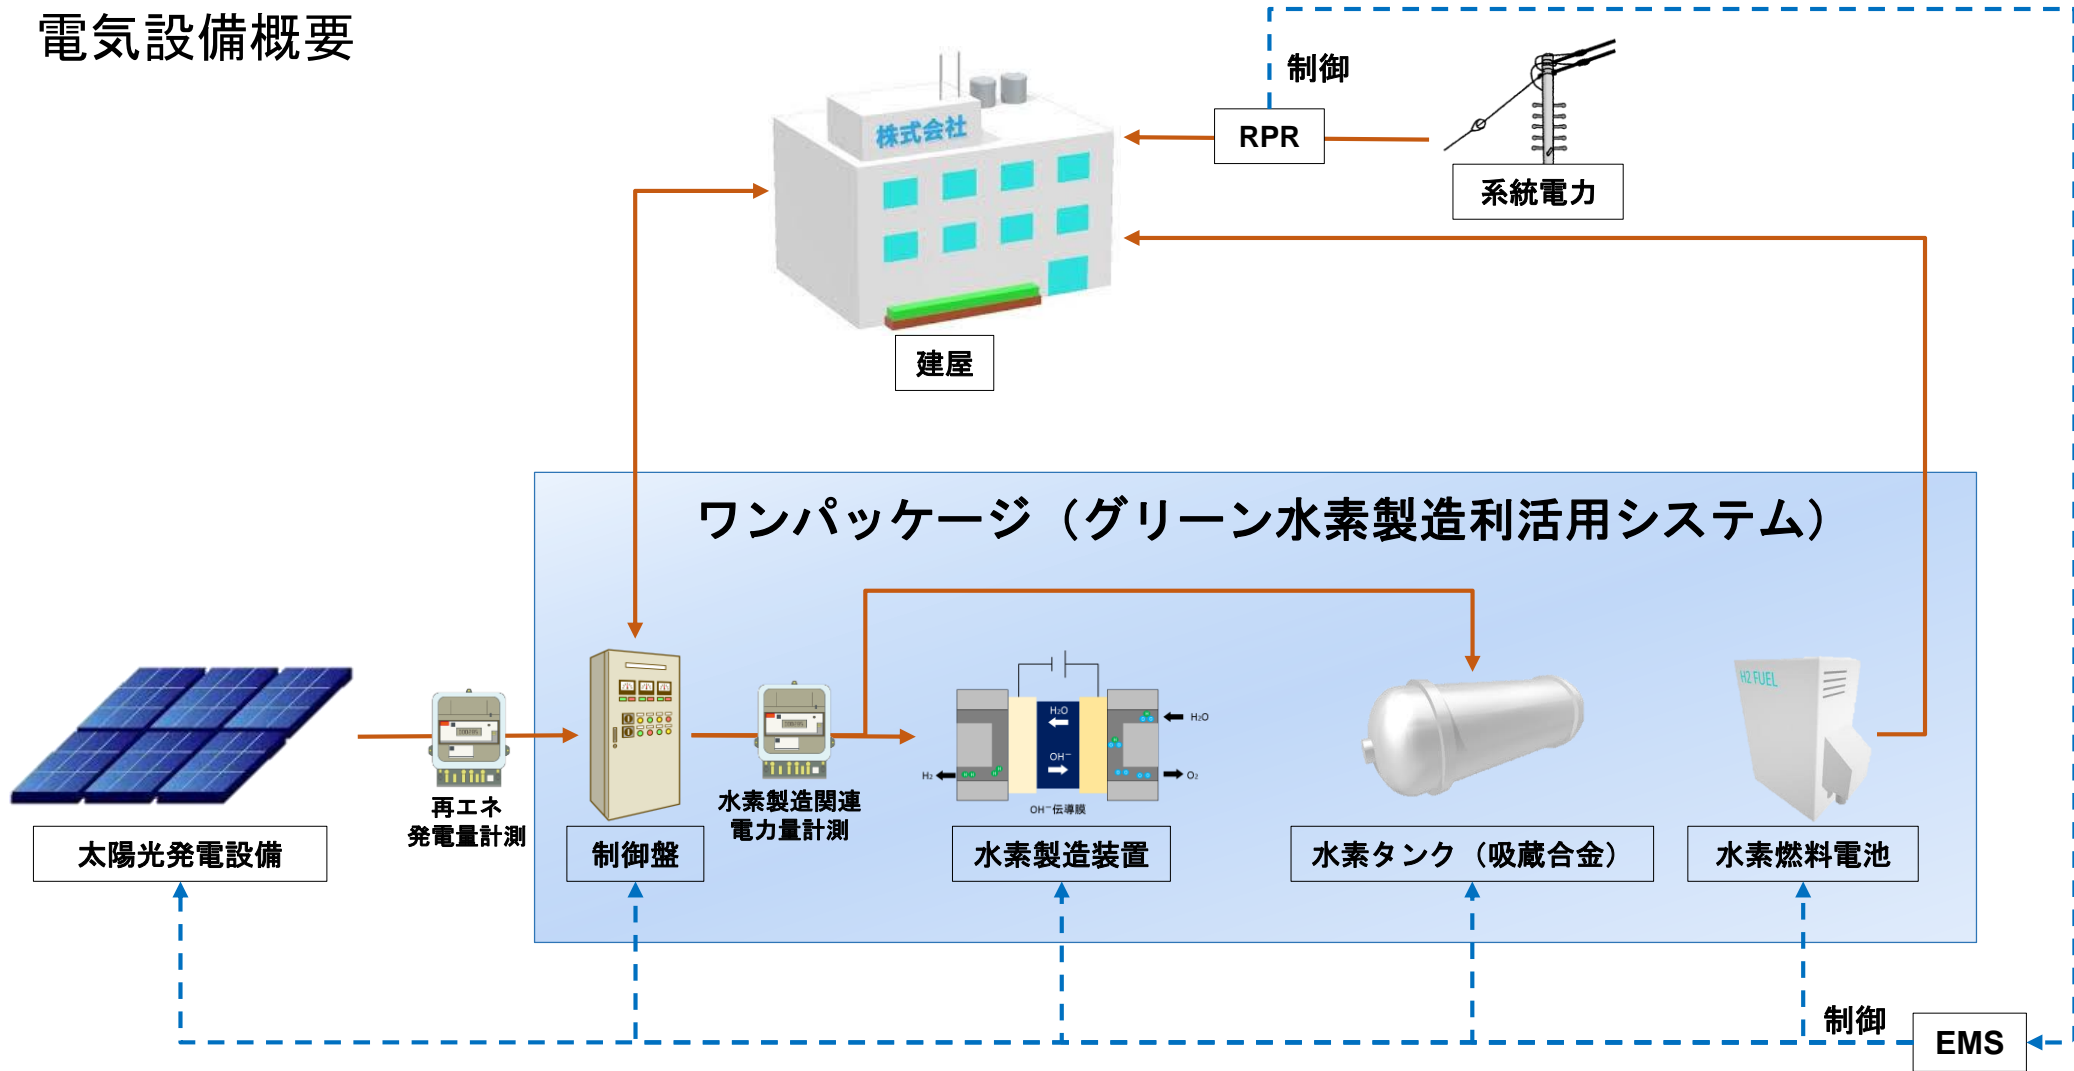 電気設備概要
制御
株式会社
RPR
系統電力
建屋
ワンパッケージ（グリーン水素製造利活用システム）
H2 FUEL
H₂O
H₂O
OH⁻
H₂
O₂
OH⁻伝導膜
再エネ
発電量計測
水素製造関連
電力量計測
太陽光発電設備
制御盤
水素製造装置
水素タンク（吸蔵合金）
水素燃料電池
制御
EMS